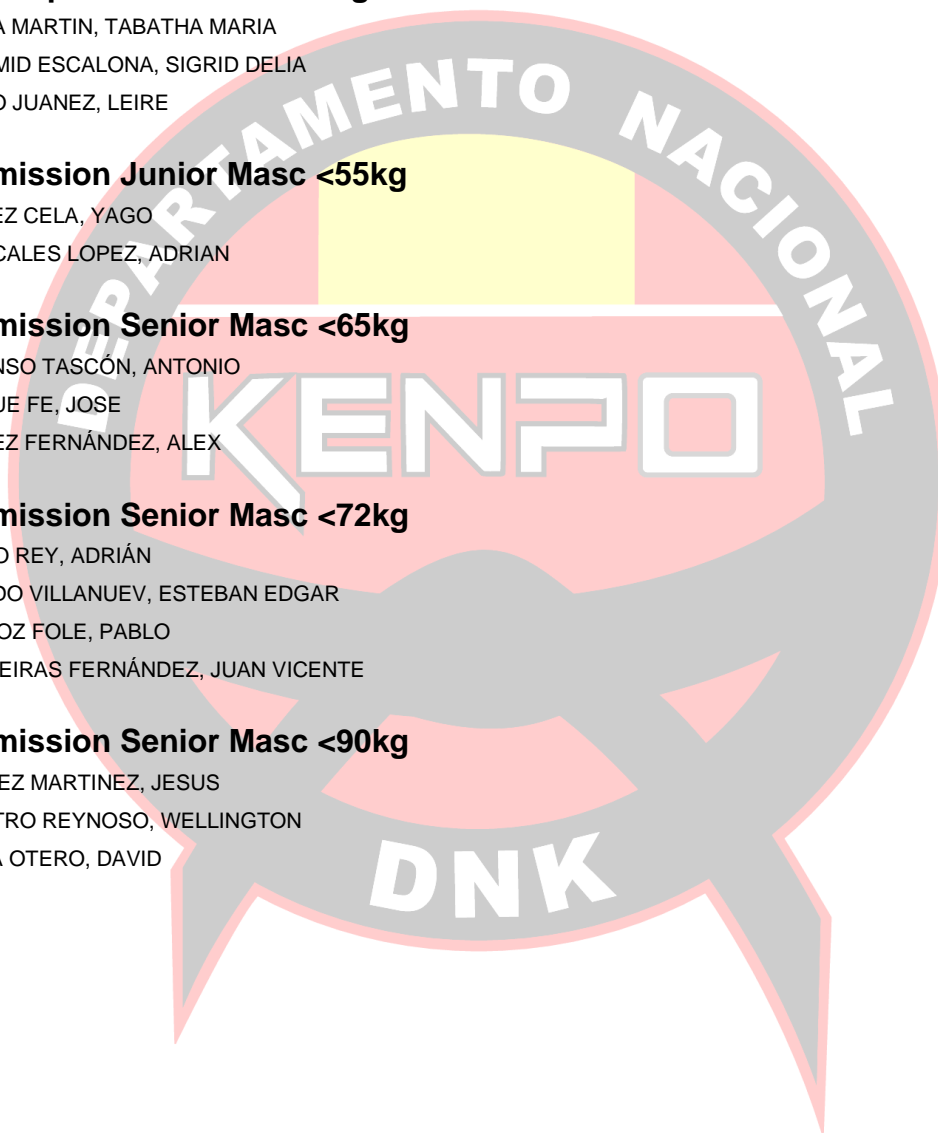 MARTIN, TABATHA MARIA
ESCALONA, SIGRID DELIA
JUANEZ, LEIRE
mission Junior Masc <55kg
EZ CELA, YAGO
CALES LOPEZ, ADRIAN
mission Senior Masc <65kg
NSO TASCÓN, ANTONIO
UE FE, JOSE
EZ FERNÁNDEZ, ALEX
mission Senior Masc <72kg
O REY, ADRIÁN
DO VILLANUEV, ESTEBAN EDGAR
OZ FOLE, PABLO
EIRAS FERNÁNDEZ, JUAN VICENTE
mission Senior Masc <90kg
EZ MARTINEZ, JESUS
TRO REYNOSO, WELLINGTON
A OTERO, DAVID
DEPARTAMENTO NACIONAL
KENPO
DNK